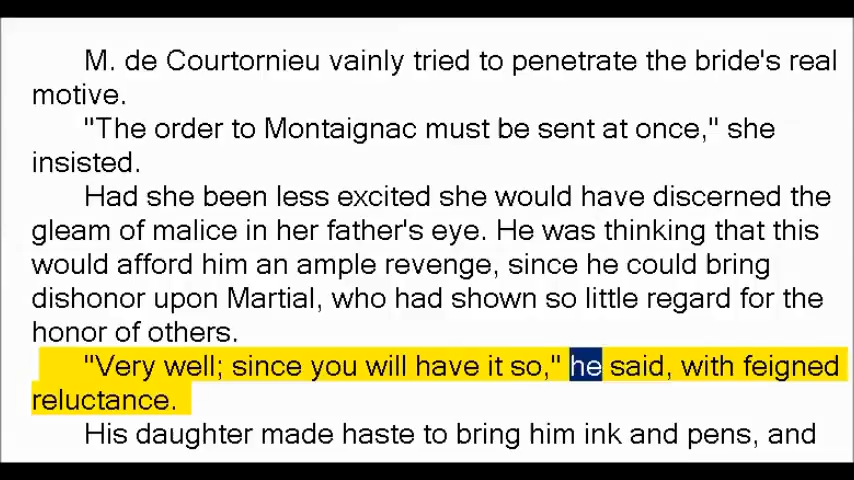 M. de Courtornieu vainly tried to penetrate the bride's real
motive.
"The order to Montaignac must be sent at once," she
insisted.
Had she been less excited she would have discerned the
gleam of malice in her father's eye. He was thinking that this
would afford him an ample revenge, since he could bring
dishonor upon Martial, who had shown so little regard for the
honor of others.
"Very well; since you will have it so," he said, with feigned
reluctance.
His daughter made haste to bring him ink and pens, and